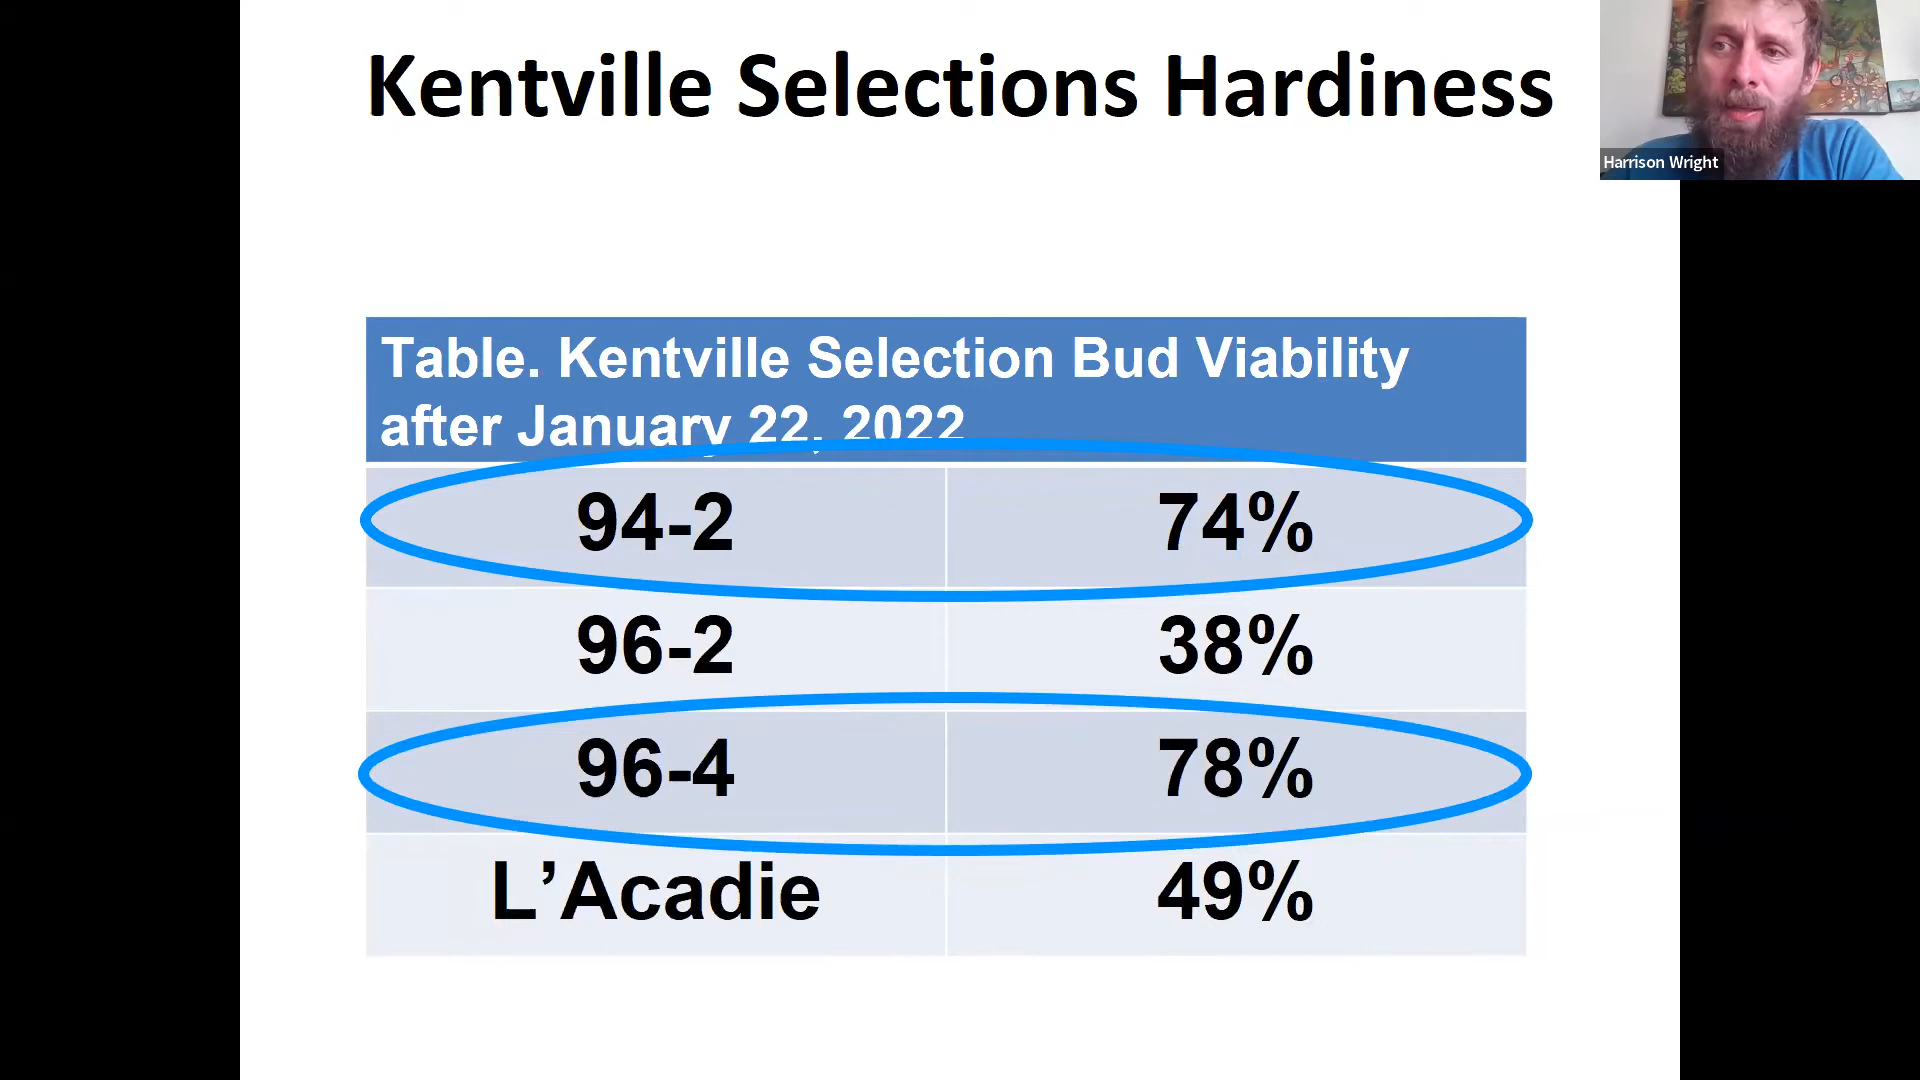 Kentville Selections Hardiness
Harrison Wright
Table. Kentville Selection Bud Viability
after January 22, 2022
94-2 74%
96-2 38%
96-4 78%
L’Acadie 49%